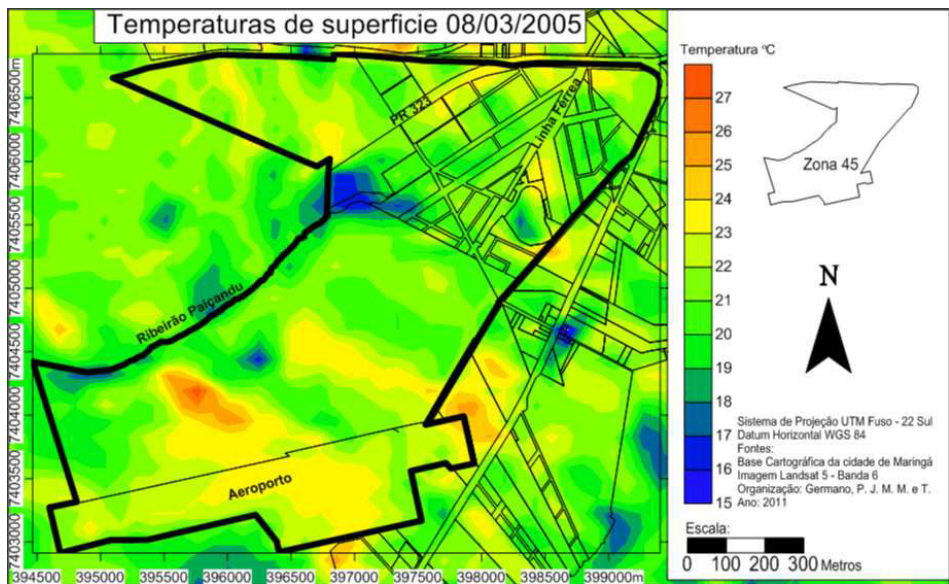 Temperaturas de superficie 08/03/2005
7406500m
7406000
7405500
7405000
7404500
7404000
7403500
7403000
394500
395000
395500
396000
396500
397000
397500
398000
398500
399000m
PR 323
Linha Férrea
Ribeirão Paiçandu
Aeroporto
Temperatura ºC
27
26
25
24
23
22
21
20
19
18
17
16
15
Zona 45
N
Sistema de Projeção UTM Fuso - 22 Sul
Datum Horizontal WGS 84
Fontes:
Base Cartográfica da cidade de Maringá
Imagem Landsat 5 - Banda 6
Organização: Germano, P. J. M. M. e T.
Ano: 2011
Escala:
0 100 200 300 Metros